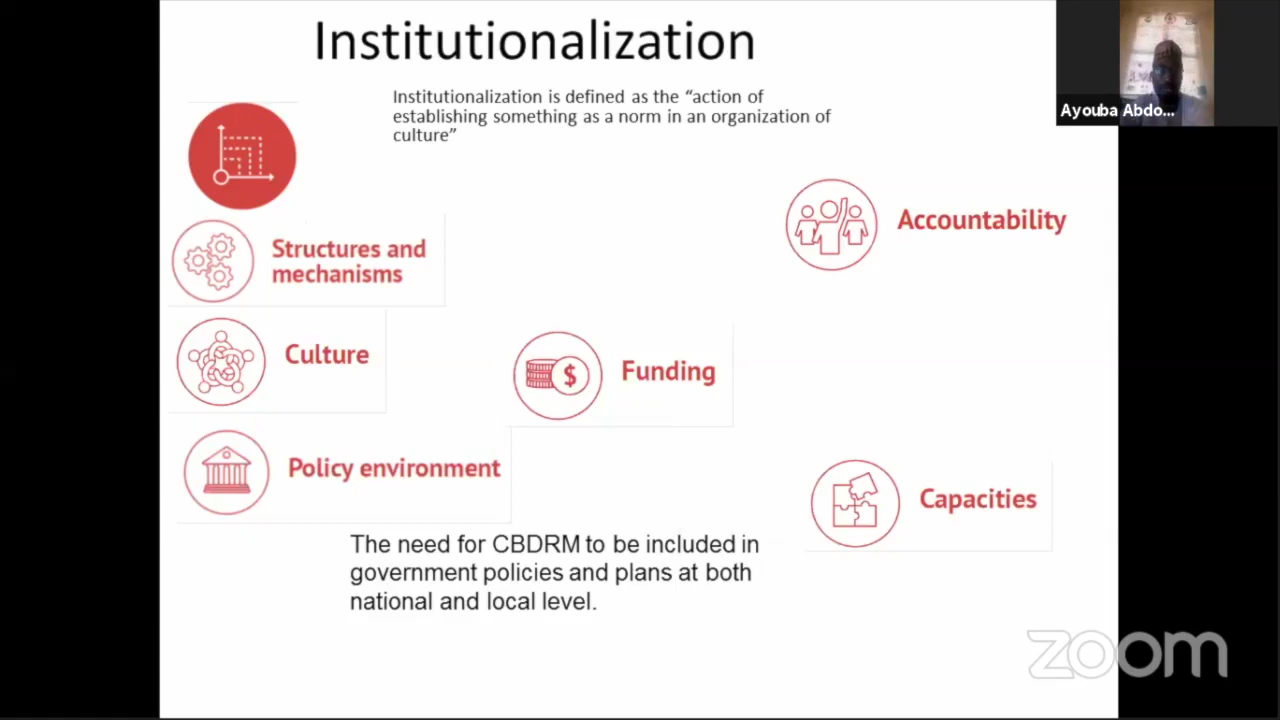 Institutionalization
Institutionalization is defined as the “action of
establishing something as a norm in an organization of
culture”
Ayouba Abdo...
Accountability
Structures and
mechanisms
Culture
$
Funding
Policy environment
Capacities
The need for CBDRM to be included in
government policies and plans at both
national and local level.
zoom